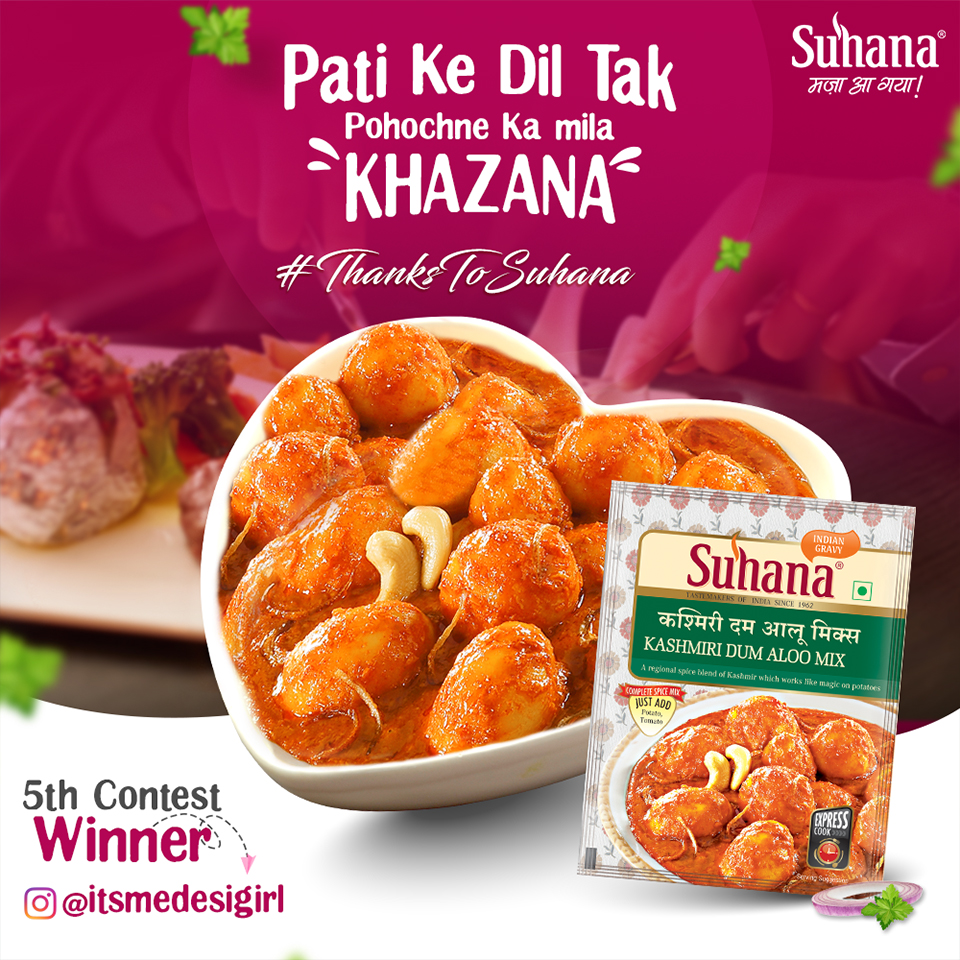 Pati Ke Dil Tak
Pohochne Ka mila
KHAZANA
#ThanksToSuhana
Suhana®
मज़ा आ गया!
INDIAN
GRAVY
Suhana®
TASTEMAKERS OF INDIA SINCE 1962
कश्मिरी दम आलू मिक्स
KASHMIRI DUM ALOO MIX
A regional spice blend of Kashmir which works like magic on potatoes
COMPLETE SPICE MIX
JUST ADD
Potato,
Tomato
EXPRESS
COOK
Serving Suggestion
5th Contest
Winner
@itsmedesigirl